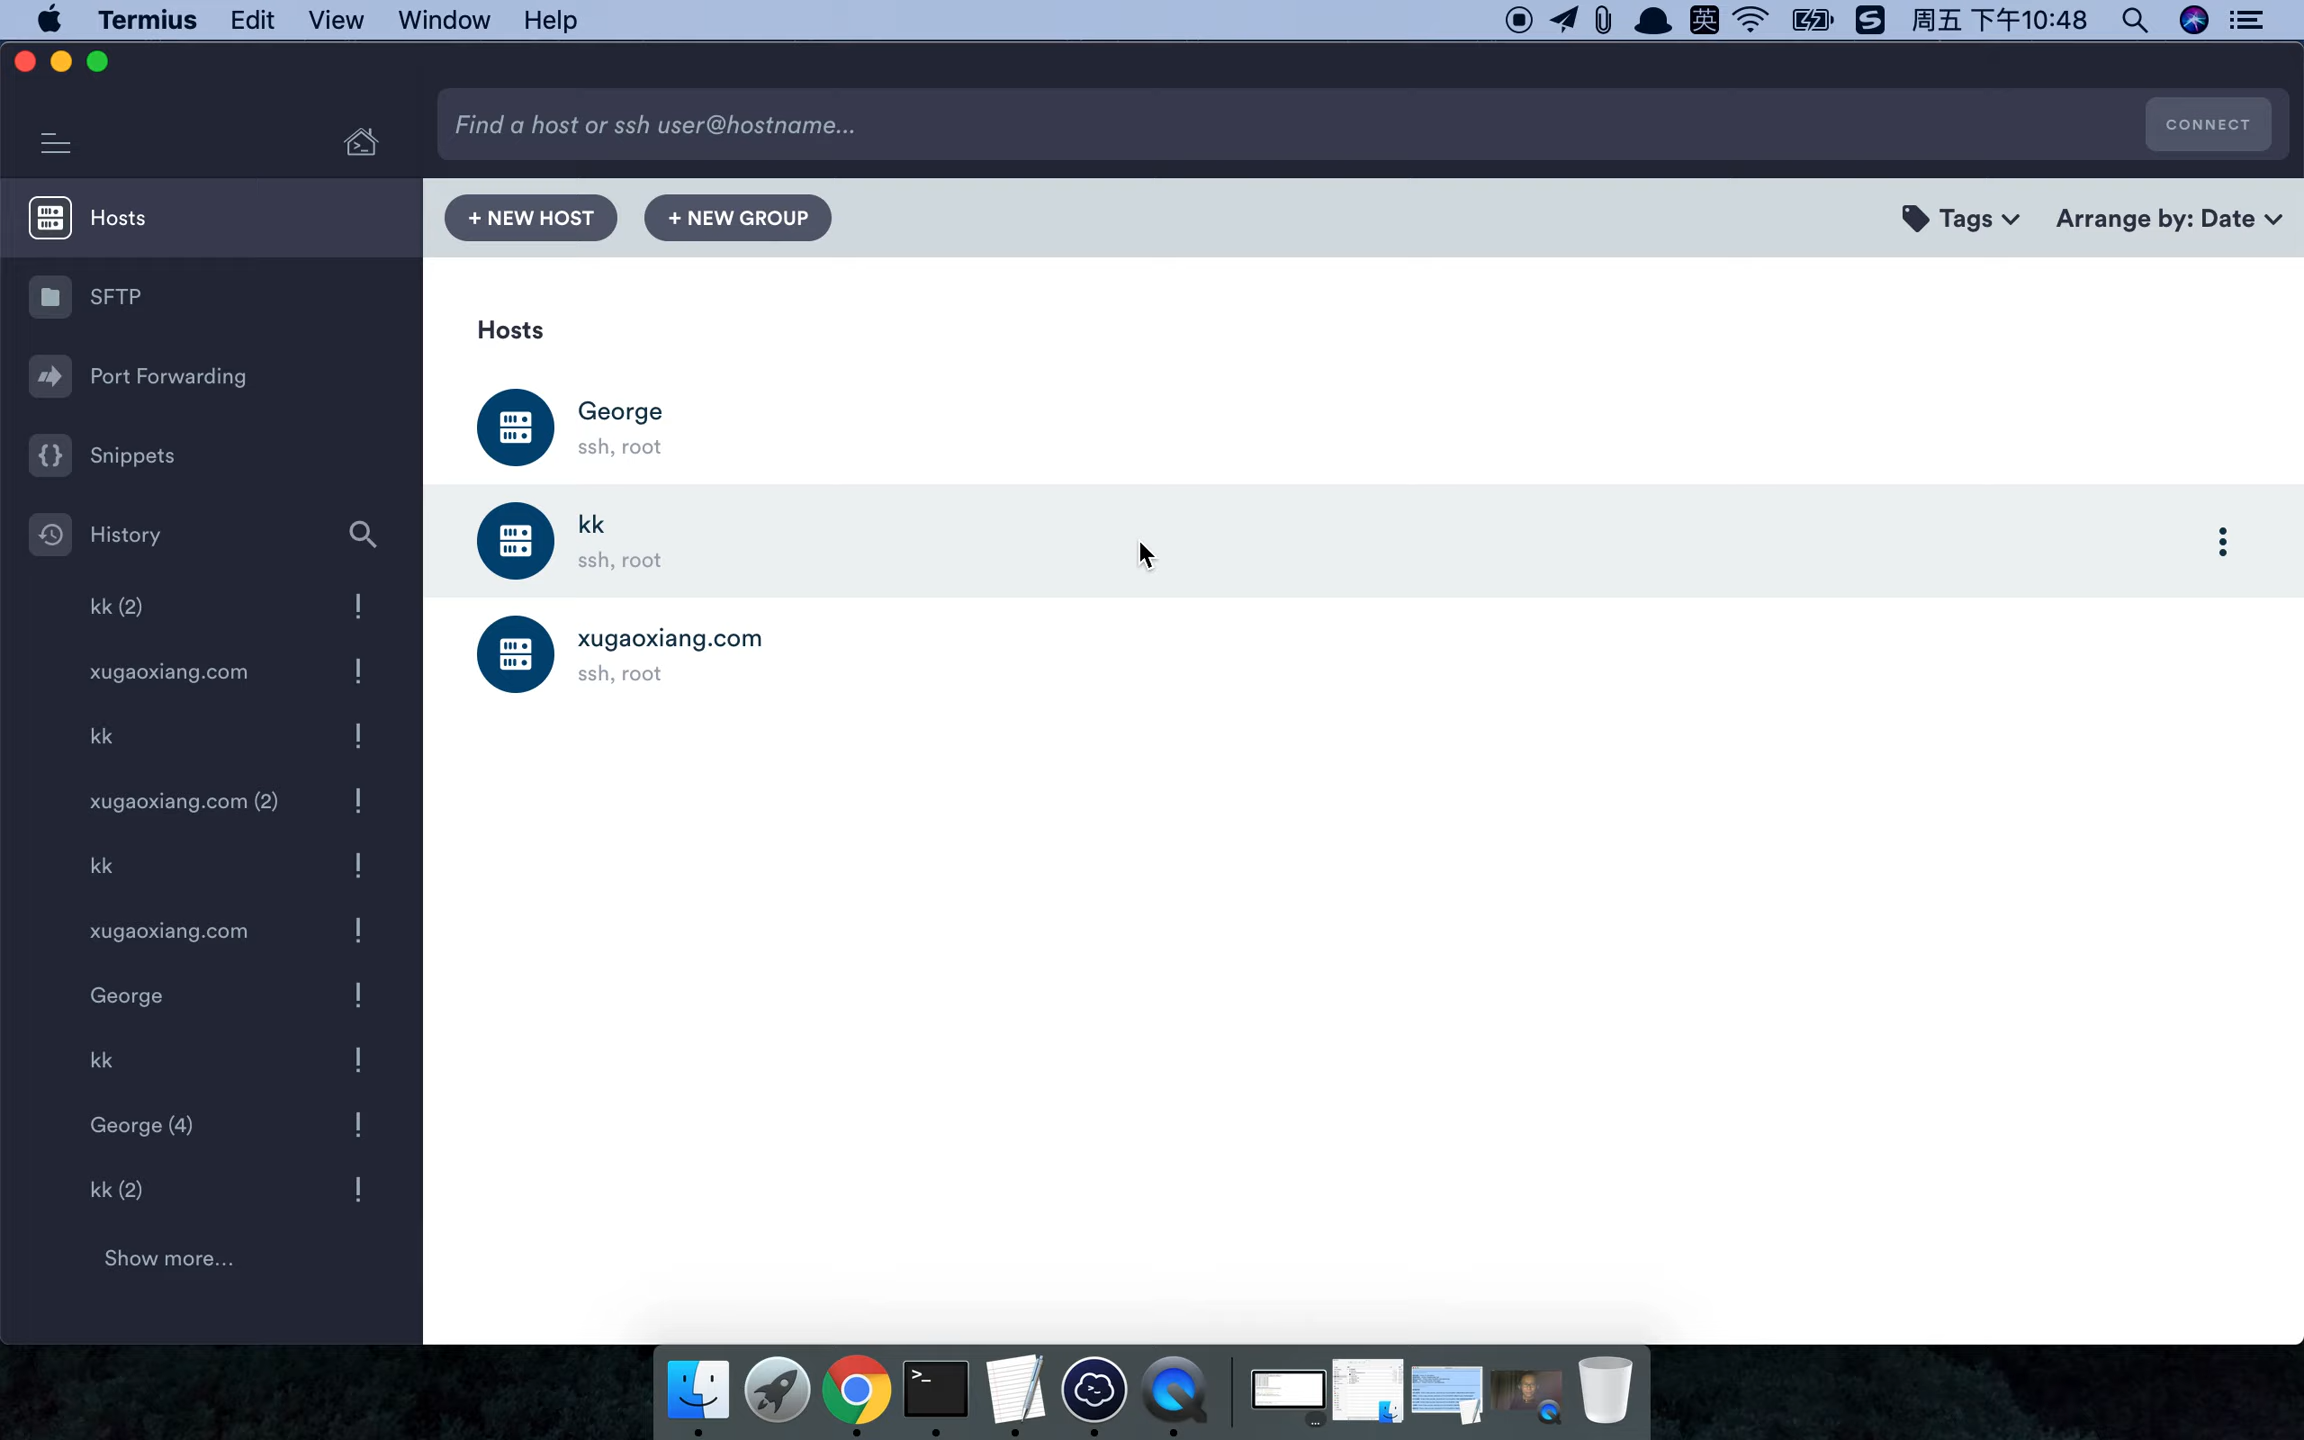 Termius Edit View Window Help 英 周五 下午10:48
Find a host or ssh user@hostname... CONNECT
Hosts
+ NEW HOST + NEW GROUP Tags Arrange by: Date
SFTP
Port Forwarding
Snippets
History
kk (2) !
xugaoxiang.com !
kk !
xugaoxiang.com (2) !
kk !
xugaoxiang.com !
George !
kk !
George (4) !
kk (2) !
Show more...
Hosts
George
ssh, root
kk
ssh, root
xugaoxiang.com
ssh, root